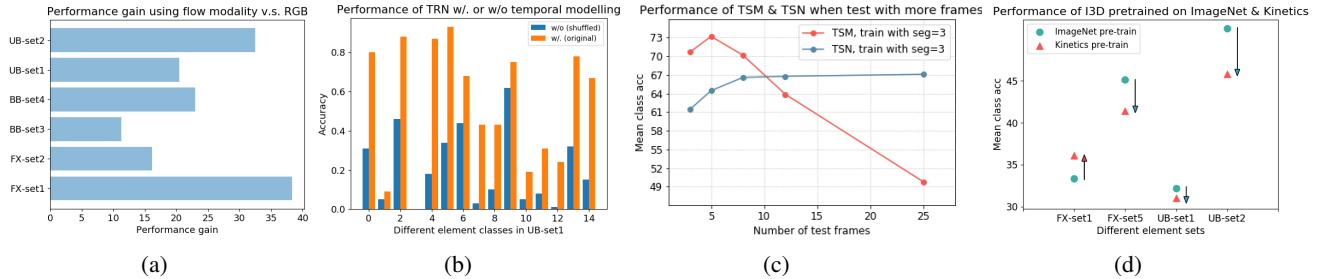 Performance gain using flow modality v.s. RGB
UB-set2
UB-set1
BB-set4
BB-set3
FX-set2
FX-set1
0 5 10 15 20 25 30 35 40
Performance gain
(a)
Performance of TRN w/. or w/o temporal modelling
w/o (shuffled)
w/. (original)
Accuracy
0.8
0.6
0.4
0.2
0.0
0 2 4 6 8 10 12 14
Different element classes in UB-set1
(b)
Performance of TSM & TSN when test with more frames
TSM, train with seg=3
TSN, train with seg=3
Mean class acc
73
70
67
64
61
58
55
52
49
5 10 15 20 25
Number of test frames
(c)
Performance of I3D pretrained on ImageNet & Kinetics
ImageNet pre-train
Kinetics pre-train
Mean class acc
45
40
35
30
FX-set1 FX-set5 UB-set1 UB-set2
Different element sets
(d)